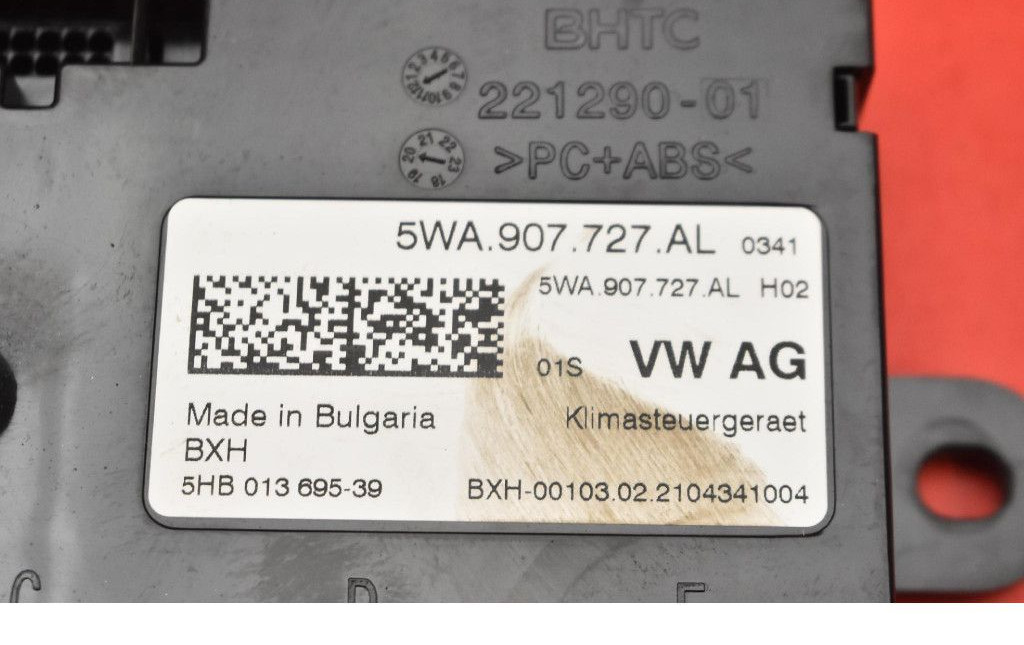 BHTC
221290-01
>PC+ABS<
5WA.907.727.AL 0341
5WA.907.727.AL H02
01S VW AG
Made in Bulgaria Klimasteuergeraet
BXH
5HB 013 695-39 BXH-00103.02.2104341004
C D E